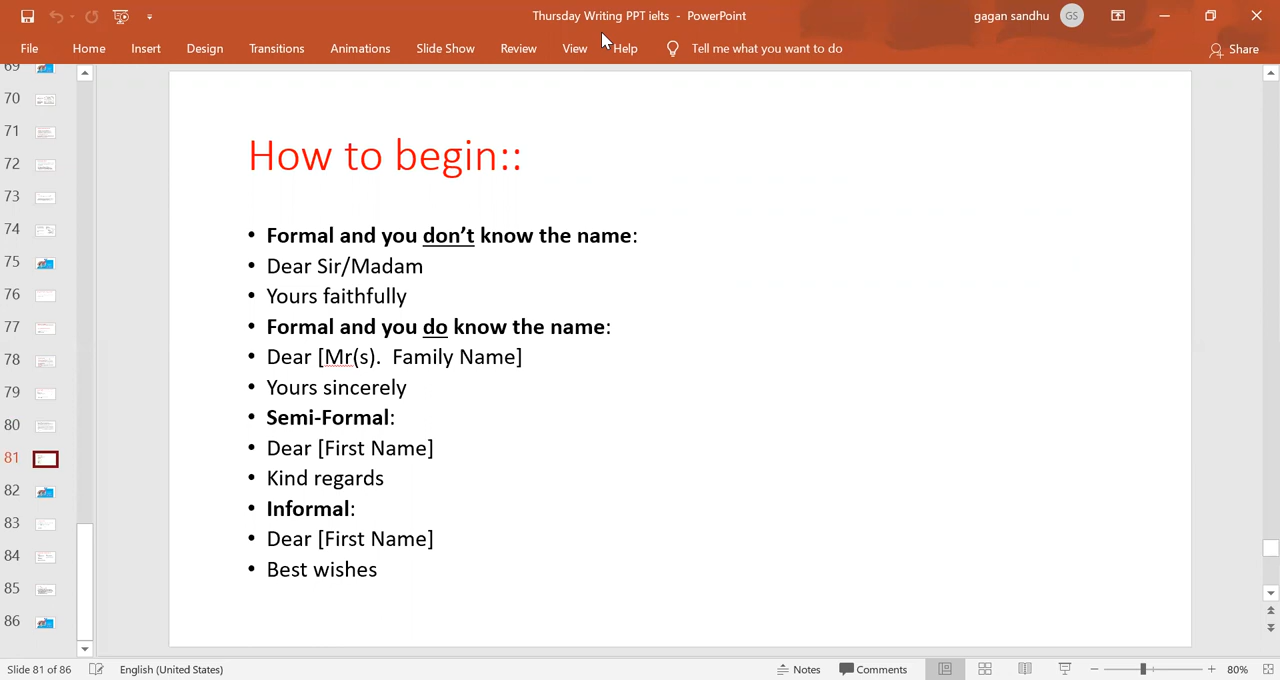 Thursday Writing PPT ielts - PowerPoint
gagan sandhu GS
File Home Insert Design Transitions Animations Slide Show Review View Help Tell me what you want to do Share
69
70
71
72
73
74
75
76
77
78
79
80
81
82
83
84
85
86
How to begin::
• Formal and you don’t know the name:
• Dear Sir/Madam
• Yours faithfully
• Formal and you do know the name:
• Dear [Mr(s).  Family Name]
• Yours sincerely
• Semi-Formal:
• Dear [First Name]
• Kind regards
• Informal:
• Dear [First Name]
• Best wishes
Slide 81 of 86 English (United States) Notes Comments 80%